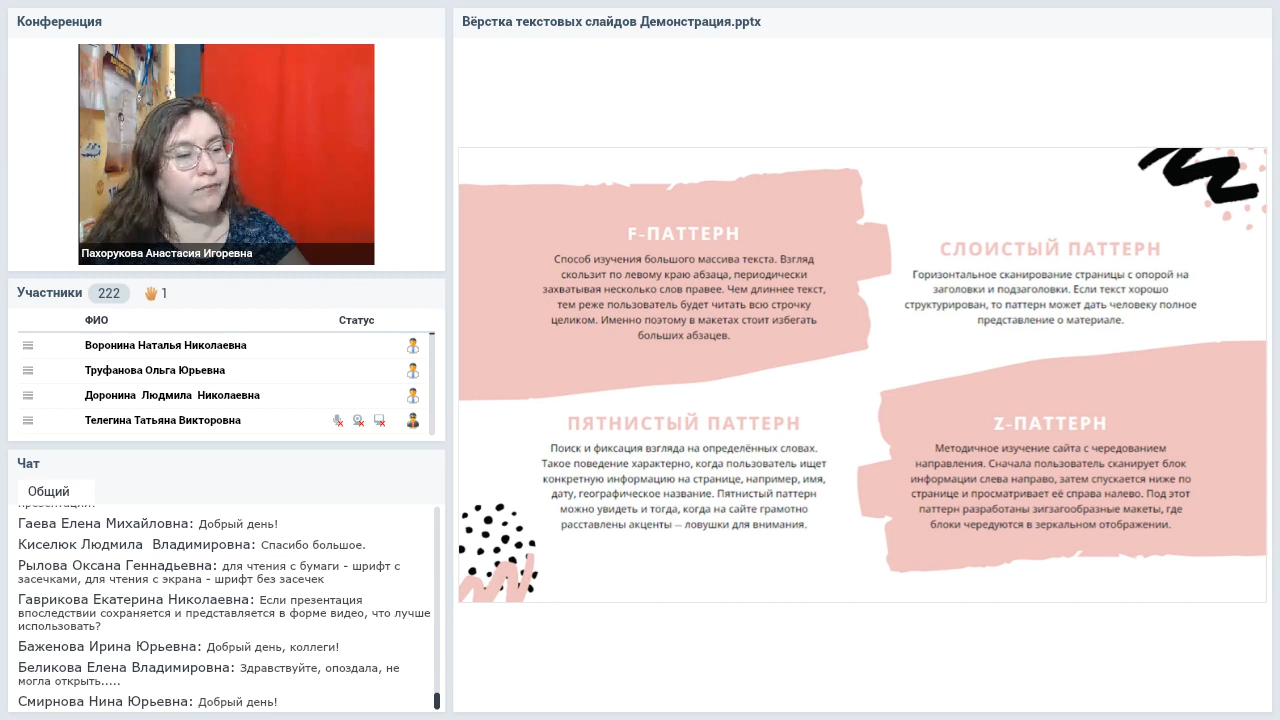 Конференция
Пахорукова Анастасия Игоревна
Участники 222 1
ФИО Статус
Воронина Наталья Николаевна
Труфанова Ольга Юрьевна
Доронина Людмила Николаевна
Телегина Татьяна Викторовна
Чат
Общий
Гаева Елена Михайловна: Добрый день!
Киселюк Людмила Владимировна: Спасибо большое.
Рылова Оксана Геннадьевна: для чтения с бумаги - шрифт с
засечками, для чтения с экрана - шрифт без засечек
Гаврикова Екатерина Николаевна: Если презентация
впоследствии сохраняется и представляется в форме видео, что лучше
использовать?
Баженова Ирина Юрьевна: Добрый день, коллеги!
Беликова Елена Владимировна: Здравствуйте, опоздала, не
могла открыть.....
Смирнова Нина Юрьевна: Добрый день!
Вёрстка текстовых слайдов Демонстрация.pptx
F-ПАТТЕРН
Способ изучения большого массива текста. Взгляд
скользит по левому краю абзаца, периодически
захватывая несколько слов правее. Чем длиннее текст,
тем реже пользователь будет читать всю строчку
целиком. Именно поэтому в макетах стоит избегать
больших абзацев.
СЛОИСТЫЙ ПАТТЕРН
Горизонтальное сканирование страницы с опорой на
заголовки и подзаголовки. Если текст хорошо
структурирован, то паттерн может дать человеку полное
представление о материале.
ПЯТНИСТЫЙ ПАТТЕРН
Поиск и фиксация взгляда на определённых словах.
Такое поведение характерно, когда пользователь ищет
конкретную информацию на странице, например, имя,
дату, географическое название. Пятнистый паттерн
можно увидеть и тогда, когда на сайте грамотно
расставлены акценты — ловушки для внимания.
Z-ПАТТЕРН
Методичное изучение сайта с чередованием
направления. Сначала пользователь сканирует блок
информации слева направо, затем спускается ниже по
странице и просматривает её справа налево. Под этот
паттерн разработаны зигзагообразные макеты, где
блоки чередуются в зеркальном отображении.